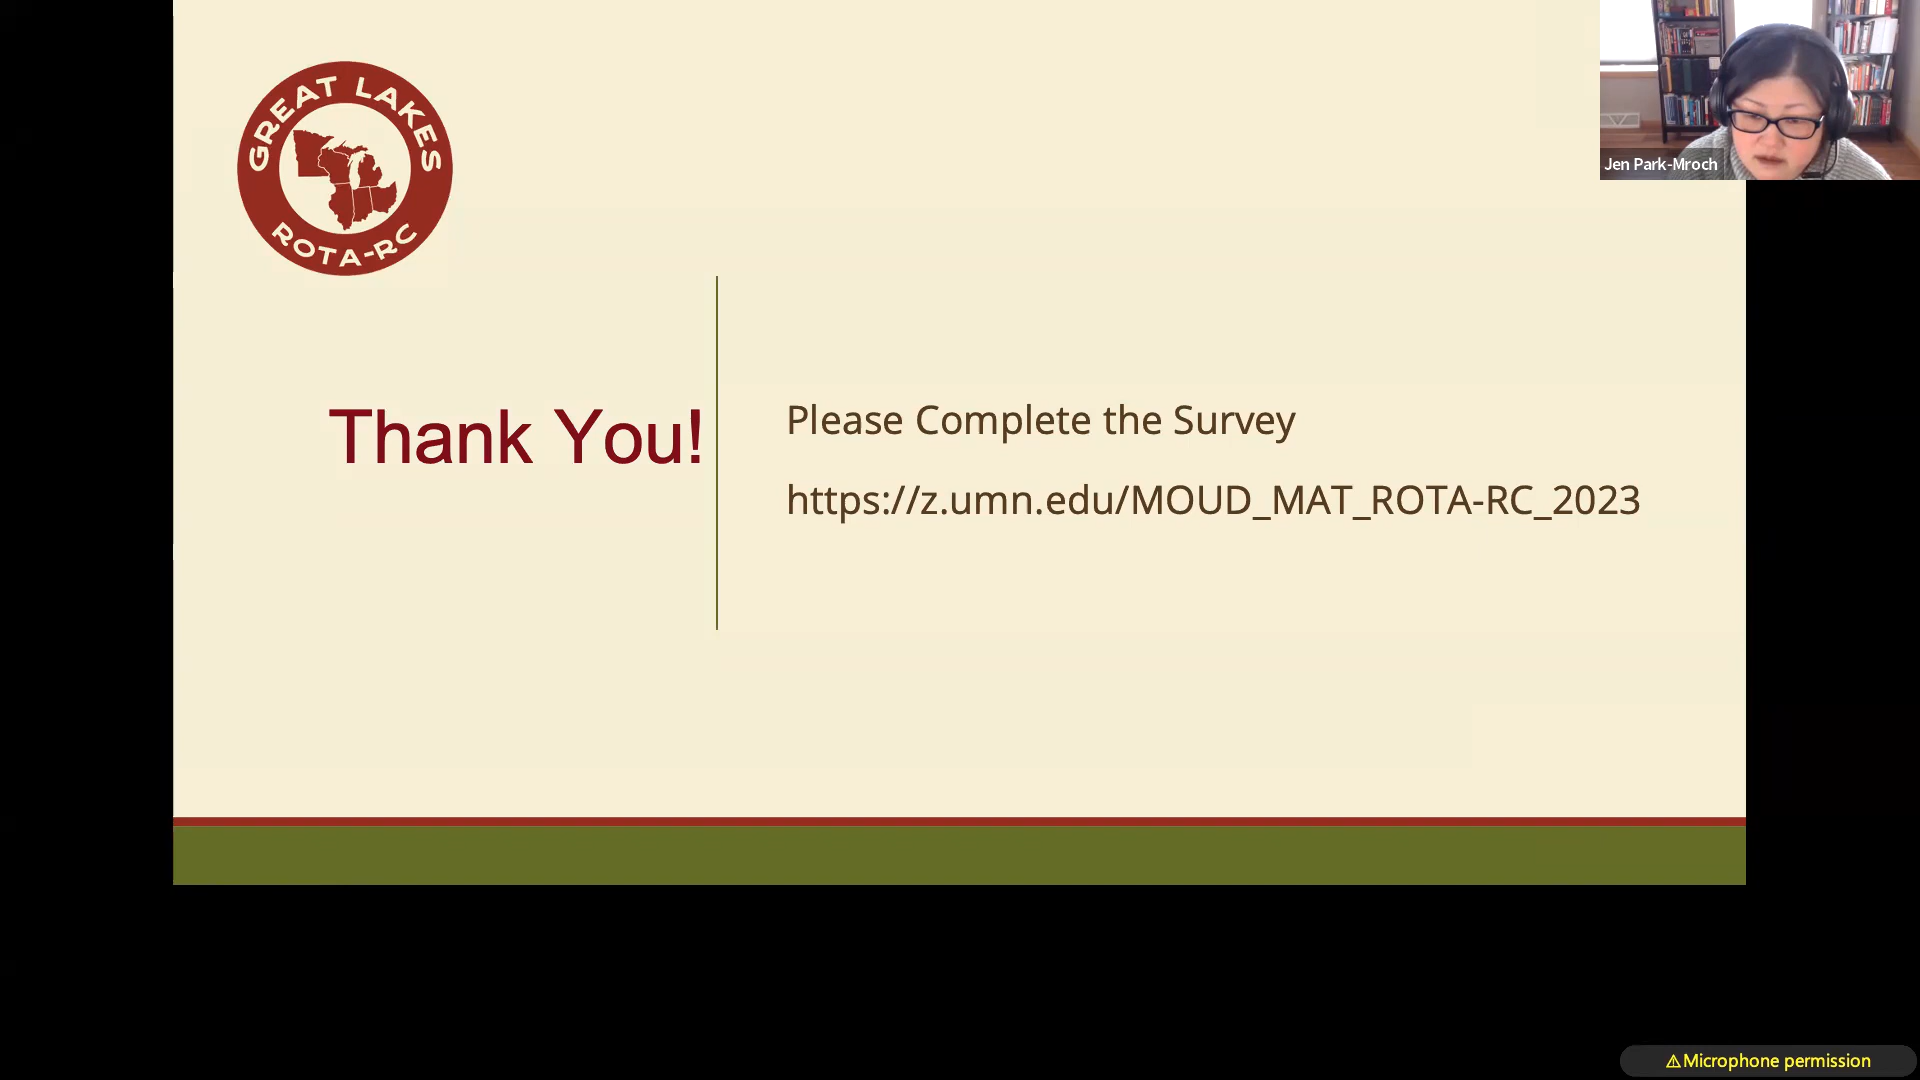 GREAT LAKES
ROTA-RC
Jen Park-Mroch
Thank You!
Please Complete the Survey
https://z.umn.edu/MOUD_MAT_ROTA-RC_2023
⚠Microphone permission